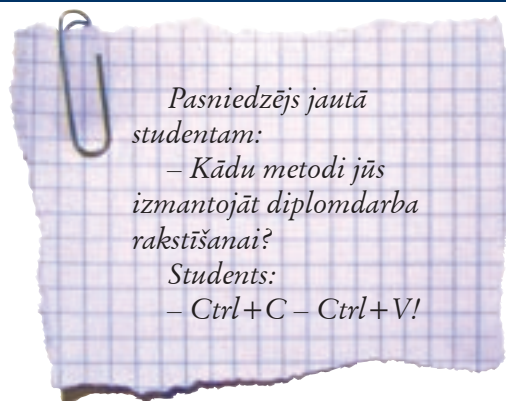 Pasniedzējs jautā
studentam:
– Kādu metodi jūs
izmantojāt diplomdarba
rakstīšanai?
Students:
– Ctrl+C – Ctrl+V!